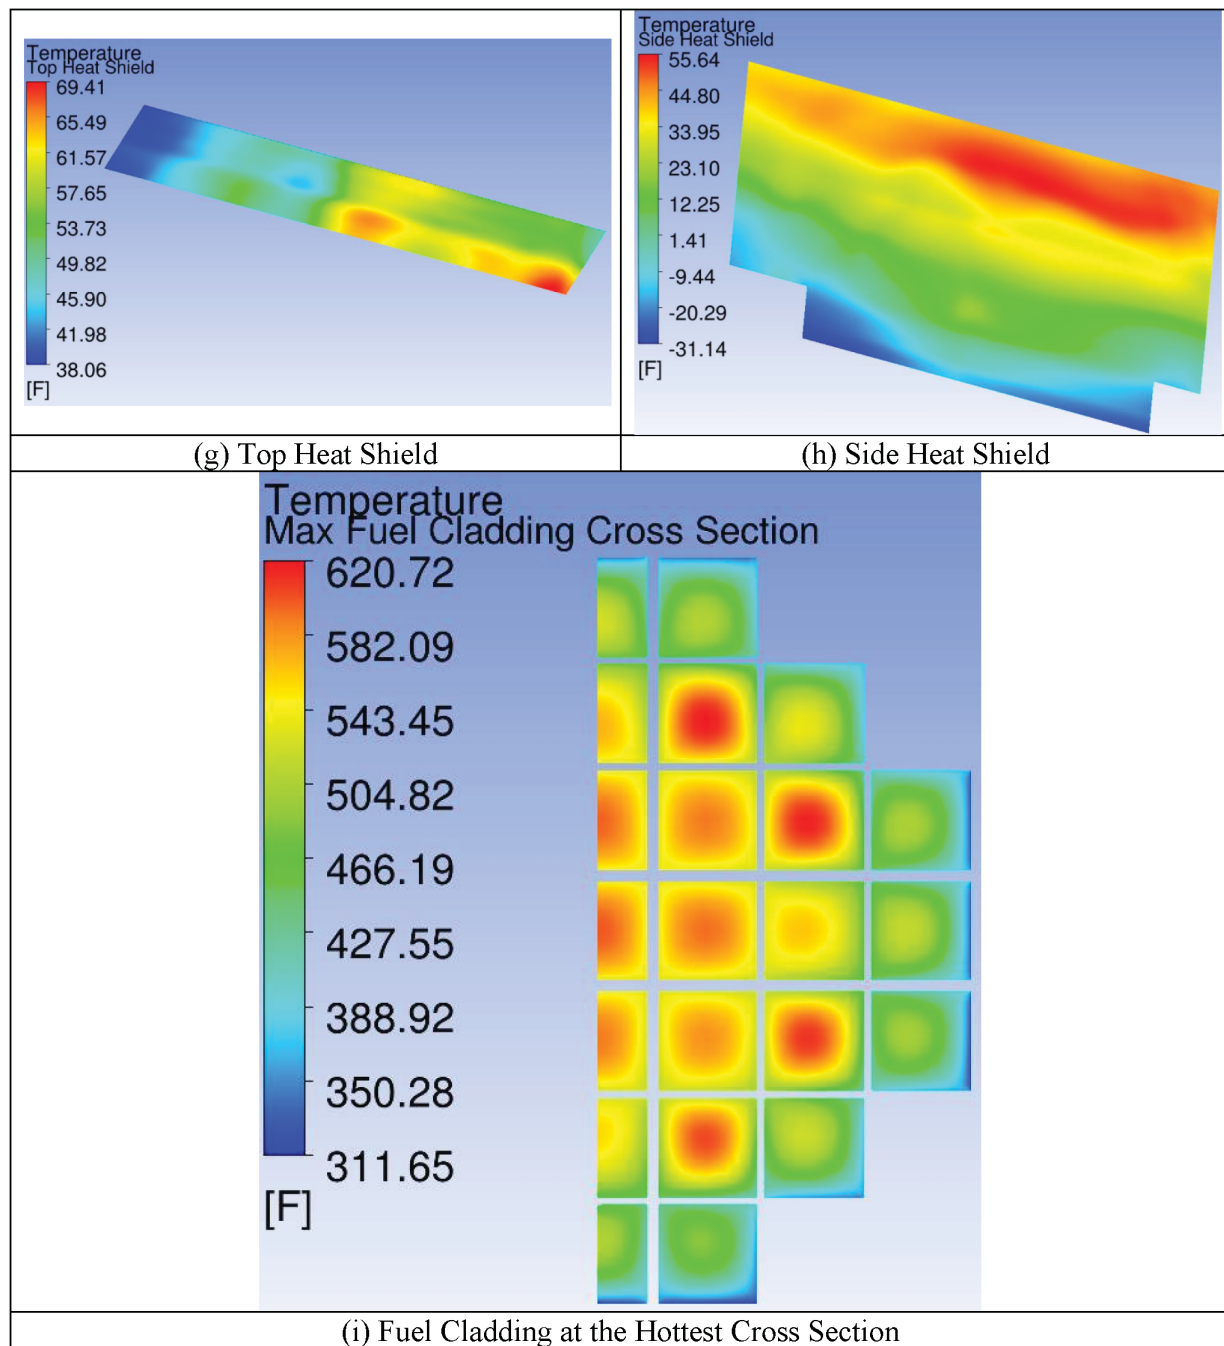 Temperature
Top Heat Shield
69.41
65.49
61.57
57.65
53.73
49.82
45.90
41.98
38.06
[F]
(g) Top Heat Shield
Temperature
Side Heat Shield
55.64
44.80
33.95
23.10
12.25
1.41
-9.44
-20.29
-31.14
[F]
(h) Side Heat Shield
Temperature
Max Fuel Cladding Cross Section
620.72
582.09
543.45
504.82
466.19
427.55
388.92
350.28
311.65
[F]
(i) Fuel Cladding at the Hottest Cross Section